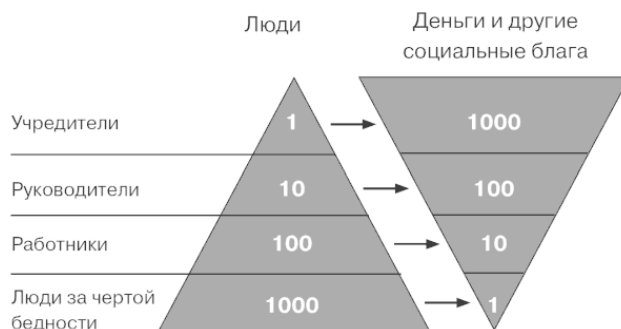 Люди
Деньги и другие
социальные блага
Учредители
1
1000
Руководители
10
100
Работники
100
10
Люди за чертой
бедности
1000
1